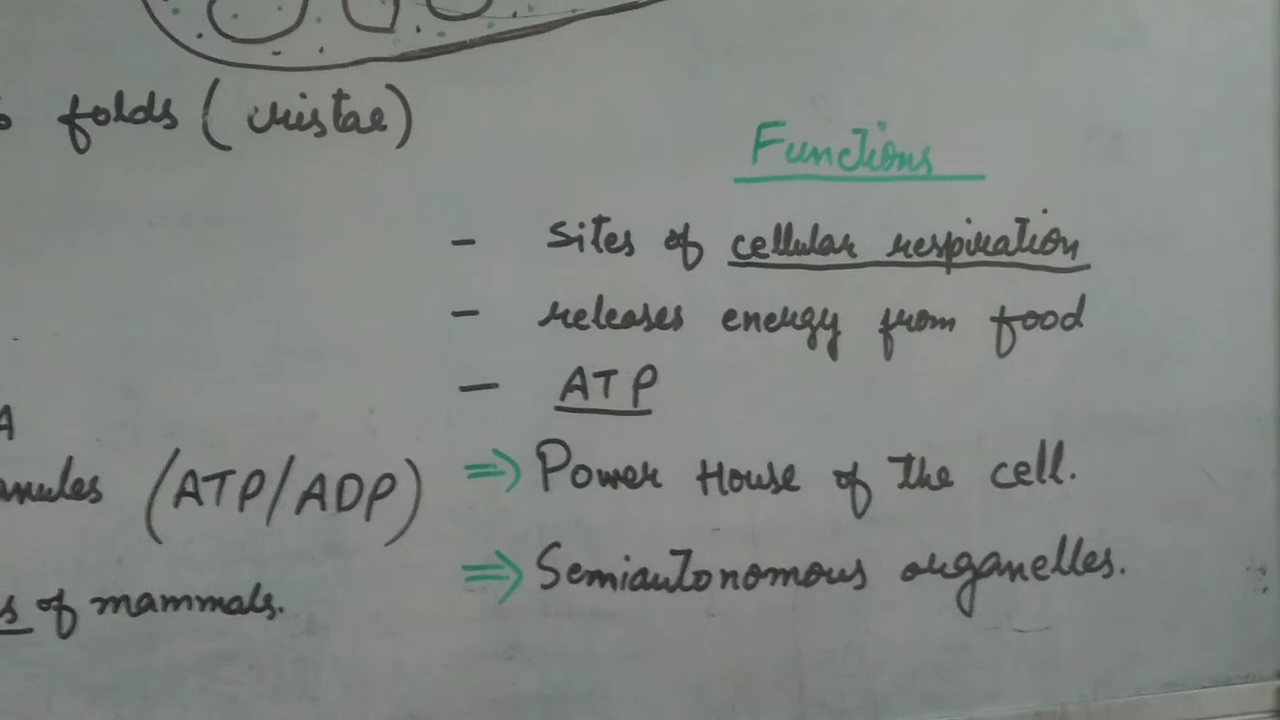 folds (cristae)
Functions
- sites of cellular respiration
- releases energy from food
- ATP
(ATP/ADP)
⇒ Power House of the cell.
⇒ Semiautonomous organelles.
of mammals.